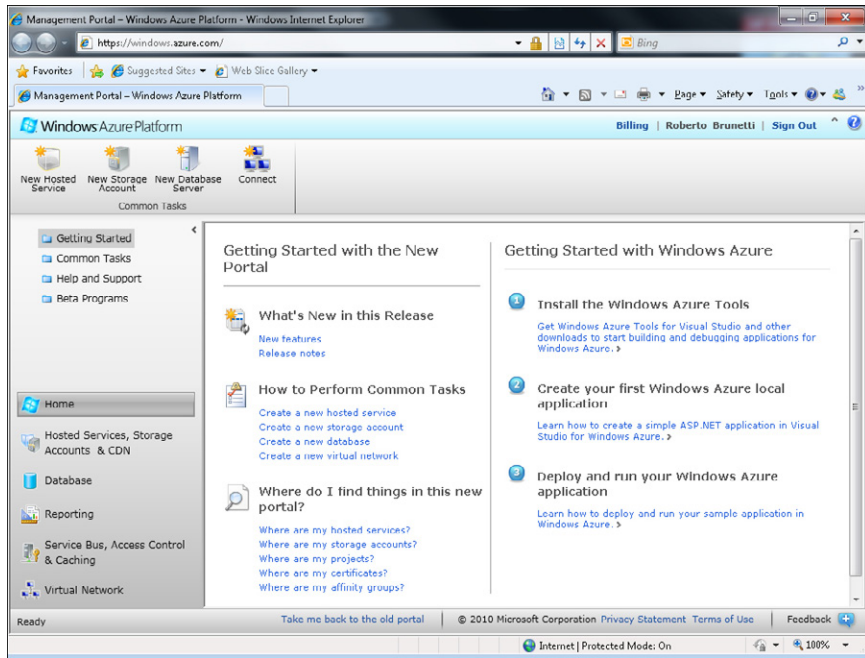 Management Portal – Windows Azure Platform - Windows Internet Explorer
https://windows.azure.com/
Bing
Favorites
Suggested Sites
Web Slice Gallery
Management Portal – Windows Azure Platform
Page
Safety
Tools
Windows Azure Platform
Billing | Roberto Brunetti | Sign Out
New Hosted Service
New Storage Account
New Database Server
Connect
Common Tasks
Getting Started
Common Tasks
Help and Support
Beta Programs
Home
Hosted Services, Storage
Accounts & CDN
Database
Reporting
Service Bus, Access Control
& Caching
Virtual Network
Getting Started with the New
Portal
What's New in this Release
New features
Release notes
How to Perform Common Tasks
Create a new hosted service
Create a new storage account
Create a new database
Create a new virtual network
Where do I find things in this new
portal?
Where are my hosted services?
Where are my storage accounts?
Where are my projects?
Where are my certificates?
Where are my affinity groups?
Getting Started with Windows Azure
1
Install the Windows Azure Tools
Get Windows Azure Tools for Visual Studio and other
downloads to start building and debugging applications for
Windows Azure.
2
Create your first Windows Azure local
application
Learn how to create a simple ASP.NET application in Visual
Studio for Windows Azure.
3
Deploy and run your Windows Azure
application
Learn how to deploy and run your sample application in
Windows Azure.
Ready
Take me back to the old portal
© 2010 Microsoft Corporation Privacy Statement Terms of Use
Feedback
Internet | Protected Mode: On
100%